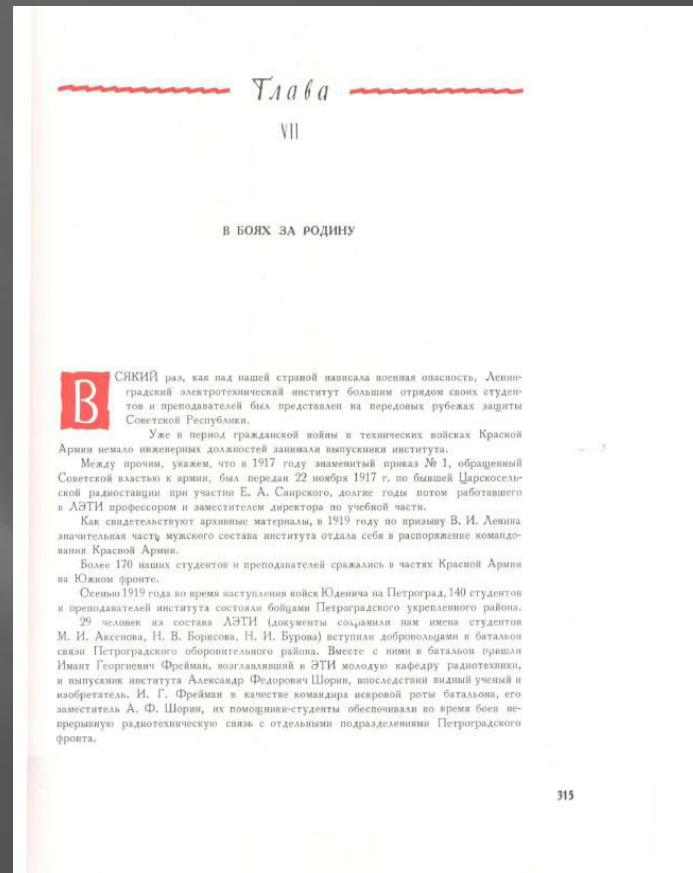 Глава
VII
В БОЯХ ЗА РОДИНУ
ВСЯКИЙ раз, как над нашей страной нависала военная опасность, Ленин-
градский электротехнический институт большим отрядом своих студен-
тов и преподавателей был представлен на передовых рубежах защиты
Советской Республики.
Уже в период гражданской войны в технических войсках Красной
Армии немало инженерных должностей занимали выпускники института.
Между прочим, укажем, что в 1917 году знаменитый приказ № 1, обращенный
Советской властью к армии, был передан 22 ноября 1917 г. по бывшей Царскосель-
ской радиостанции при участии Е. А. Свирского, долгие годы потом работавшего
в ЛЭТИ профессором и заместителем директора по учебной части.
Как свидетельствуют архивные материалы, в 1919 году по призыву В. И. Ленина
значительная часть мужского состава института отдала себя в распоряжение командо-
вания Красной Армии.
Более 170 наших студентов и преподавателей сражались в частях Красной Армии
на Южном фронте.
Осенью 1919 года во время наступления войск Юденича на Петроград, 140 студентов
и преподавателей института состояли бойцами Петроградского укрепленного района.
29 человек из состава ЛЭТИ (документы сохранили нам имена студентов
М. И. Аксенова, Н. В. Борисова, Н. И. Бурова) вступили добровольцами в батальон
связи Петроградского оборонительного района. Вместе с ними в батальон пришли
Имант Георгиевич Фрейман, возглавлявший в ЭТИ молодую кафедру радиотехники,
и выпускник института Александр Федорович Шорин, впоследствии видный ученый и
изобретатель. И. Г. Фрейман в качестве командира искровой роты батальона, его
заместитель А. Ф. Шорин, их помощники-студенты обеспечивали во время боев не-
прерывную радиотехническую связь с отдельными подразделениями Петроградского
фронта.
315